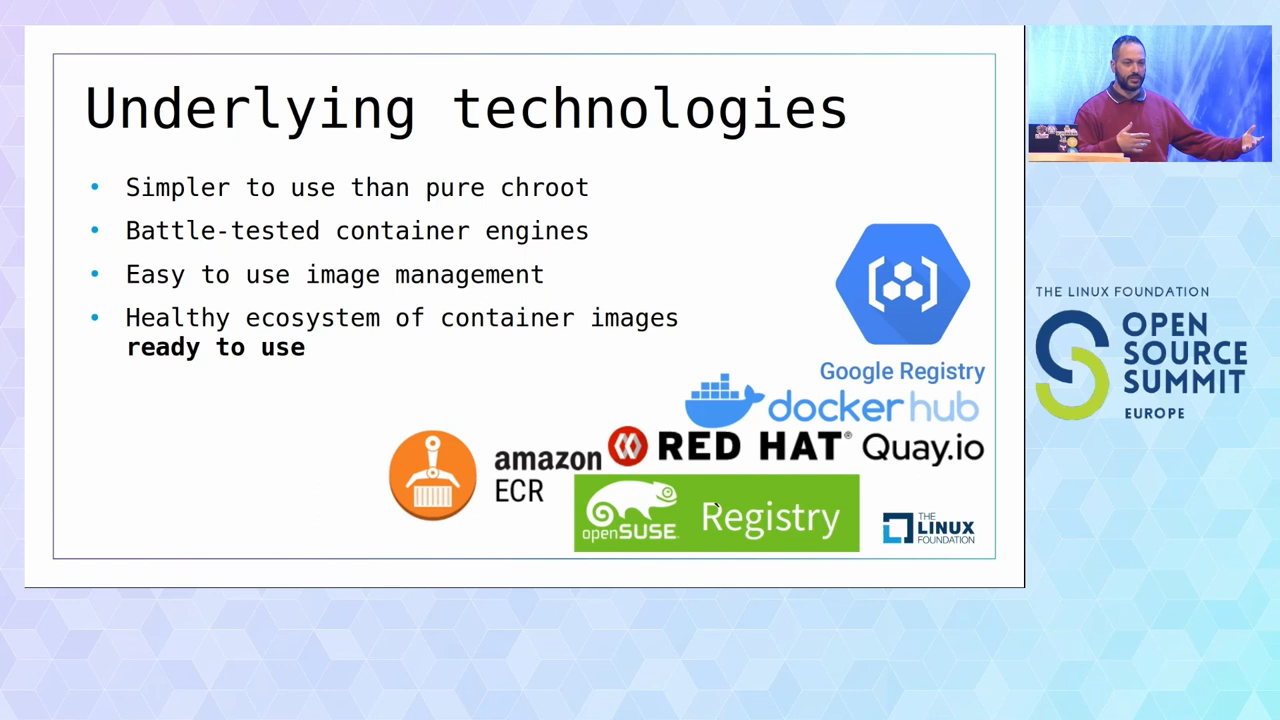 Underlying technologies
• Simpler to use than pure chroot
• Battle-tested container engines
• Easy to use image management
• Healthy ecosystem of container images
ready to use
Google Registry
docker hub
RED HAT® Quay.io
amazon
ECR
openSUSE Registry
THE
LINUX
FOUNDATION
THE LINUX FOUNDATION
OPEN
SOURCE
SUMMIT
EUROPE